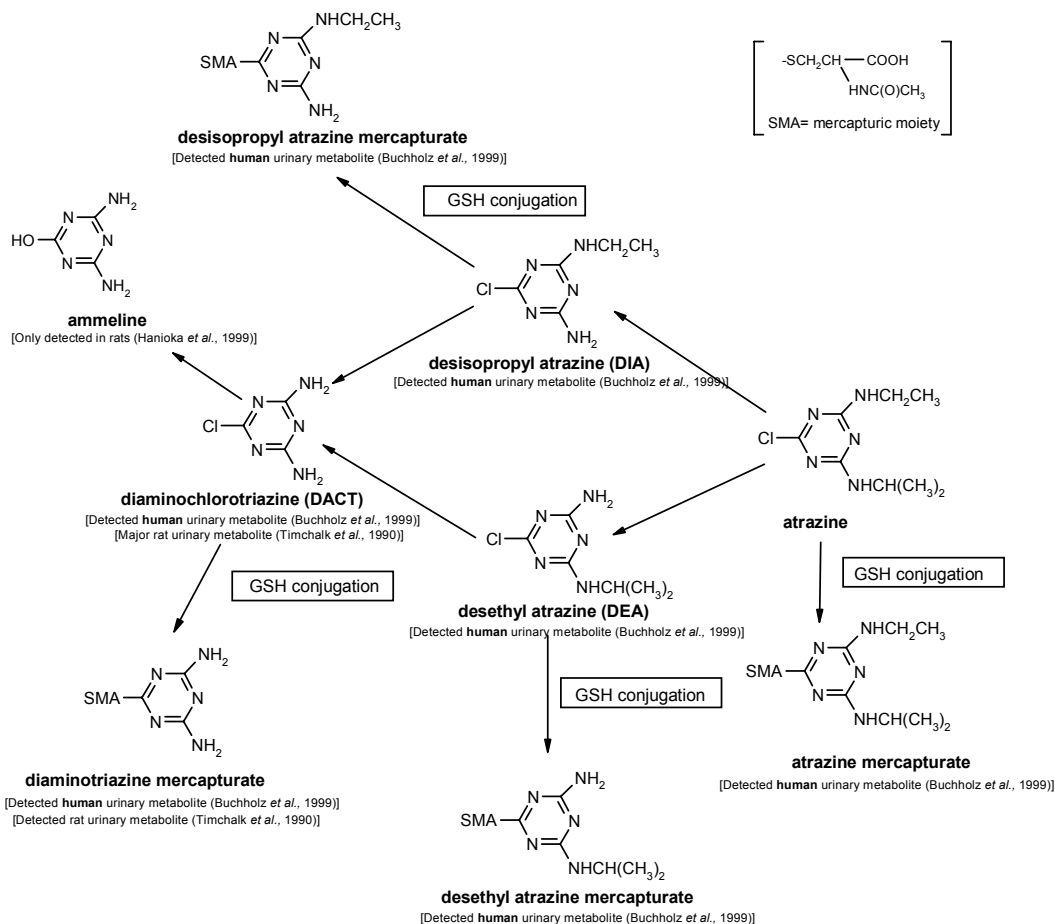 NHCH2CH3
N
N
SMA
N
NH2
desisopropyl atrazine mercapturate
[Detected human urinary metabolite (Buchholz et al., 1999)]
-SCH2CH
COOH
HNC(O)CH3
SMA= mercapturic moiety
GSH conjugation
NH2
N
N
HO
N
NH2
ammeline
[Only detected in rats (Hanioka et al., 1999)]
NHCH2CH3
N
N
Cl
N
NH2
desisopropyl atrazine (DIA)
[Detected human urinary metabolite (Buchholz et al., 1999)]
NH2
N
N
Cl
N
NH2
diaminochlorotriazine (DACT)
[Detected human urinary metabolite (Buchholz et al., 1999)]
[Major rat urinary metabolite (Timchalk et al., 1990)]
NHCH2CH3
N
N
Cl
N
NHCH(CH3)2
atrazine
NH2
N
N
Cl
N
NHCH(CH3)2
desethyl atrazine (DEA)
[Detected human urinary metabolite (Buchholz et al., 1999)]
GSH conjugation
GSH conjugation
GSH conjugation
NH2
N
N
SMA
N
NH2
diaminotriazine mercapturate
[Detected human urinary metabolite (Buchholz et al., 1999)]
[Detected rat urinary metabolite (Timchalk et al., 1990)]
NHCH2CH3
N
N
SMA
N
NHCH(CH3)2
atrazine mercapturate
[Detected human urinary metabolite (Buchholz et al., 1999)]
NH2
N
N
SMA
N
NHCH(CH3)2
desethyl atrazine mercapturate
[Detected human urinary metabolite (Buchholz et al., 1999)]